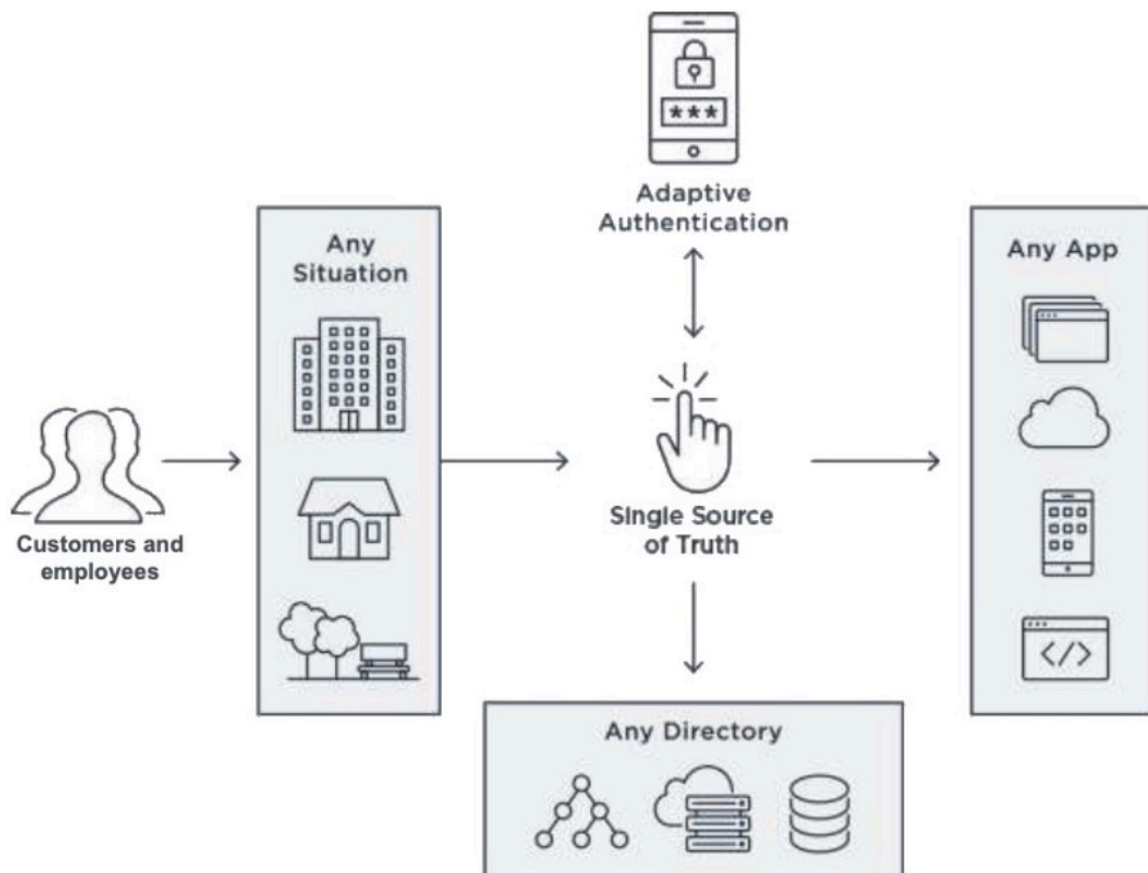 * * *
Adaptive
Authentication
Any
Situation
Any App
Customers and
employees
Single Source
of Truth
</>
Any Directory